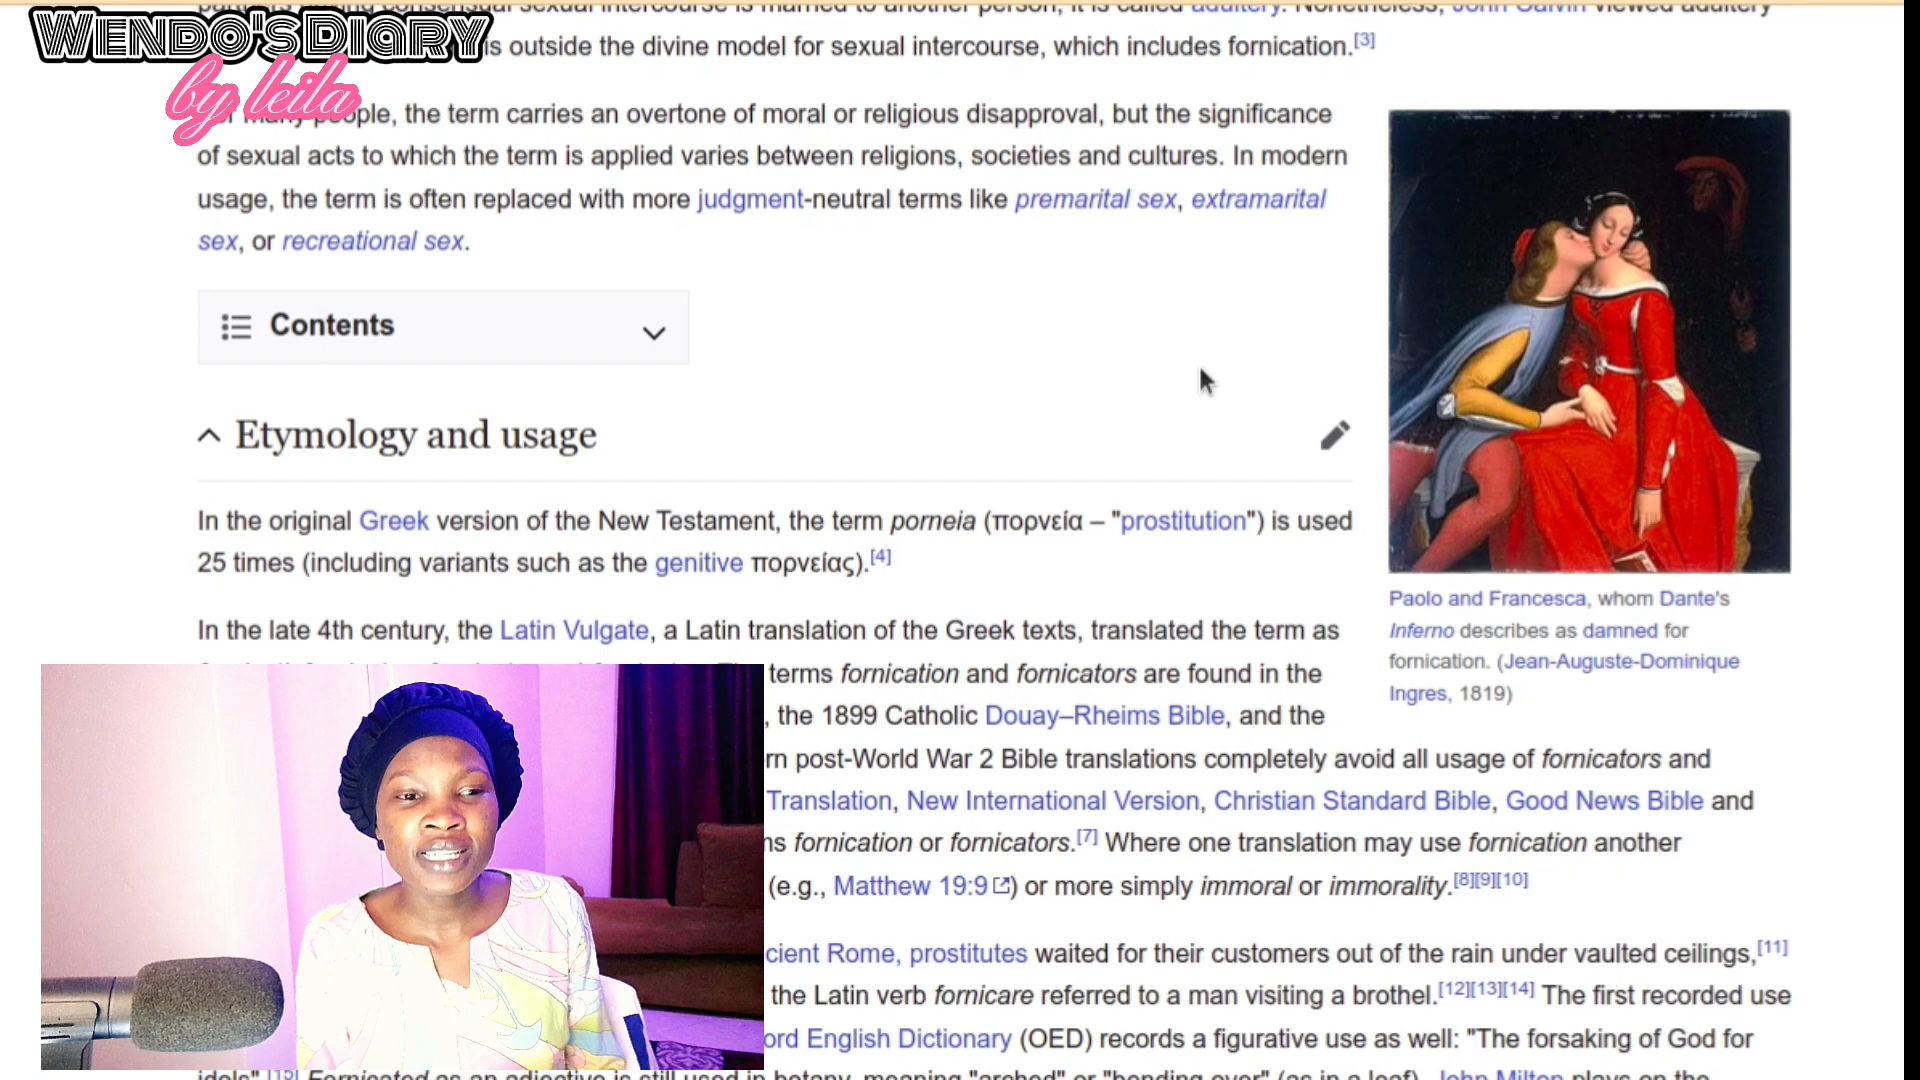 partners during consensual sexual intercourse is married to another person, it is called adultery. Nonetheless, John Calvin viewed adultery
WENDO'S DIARY
by leila
is outside the divine model for sexual intercourse, which includes fornication.[3]
For many people, the term carries an overtone of moral or religious disapproval, but the significance
of sexual acts to which the term is applied varies between religions, societies and cultures. In modern
usage, the term is often replaced with more judgment-neutral terms like premarital sex, extramarital
sex, or recreational sex.
Contents
Etymology and usage
In the original Greek version of the New Testament, the term porneia (πορνεία – "prostitution") is used
25 times (including variants such as the genitive πορνείας).[4]
In the late 4th century, the Latin Vulgate, a Latin translation of the Greek texts, translated the term as
terms fornication and fornicators are found in the
, the 1899 Catholic Douay–Rheims Bible, and the
rn post-World War 2 Bible translations completely avoid all usage of fornicators and
Translation, New International Version, Christian Standard Bible, Good News Bible and
ns fornication or fornicators.[7] Where one translation may use fornication another
(e.g., Matthew 19:9) or more simply immoral or immorality.[8][9][10]
cient Rome, prostitutes waited for their customers out of the rain under vaulted ceilings,[11]
the Latin verb fornicare referred to a man visiting a brothel.[12][13][14] The first recorded use
ord English Dictionary (OED) records a figurative use as well: "The forsaking of God for
idols".[15] Fornicated as an adjective is still used in botany, meaning "arched" or "bending over" (as in a leaf). John Milton plays on the
Paolo and Francesca, whom Dante's
Inferno describes as damned for
fornication. (Jean-Auguste-Dominique
Ingres, 1819)